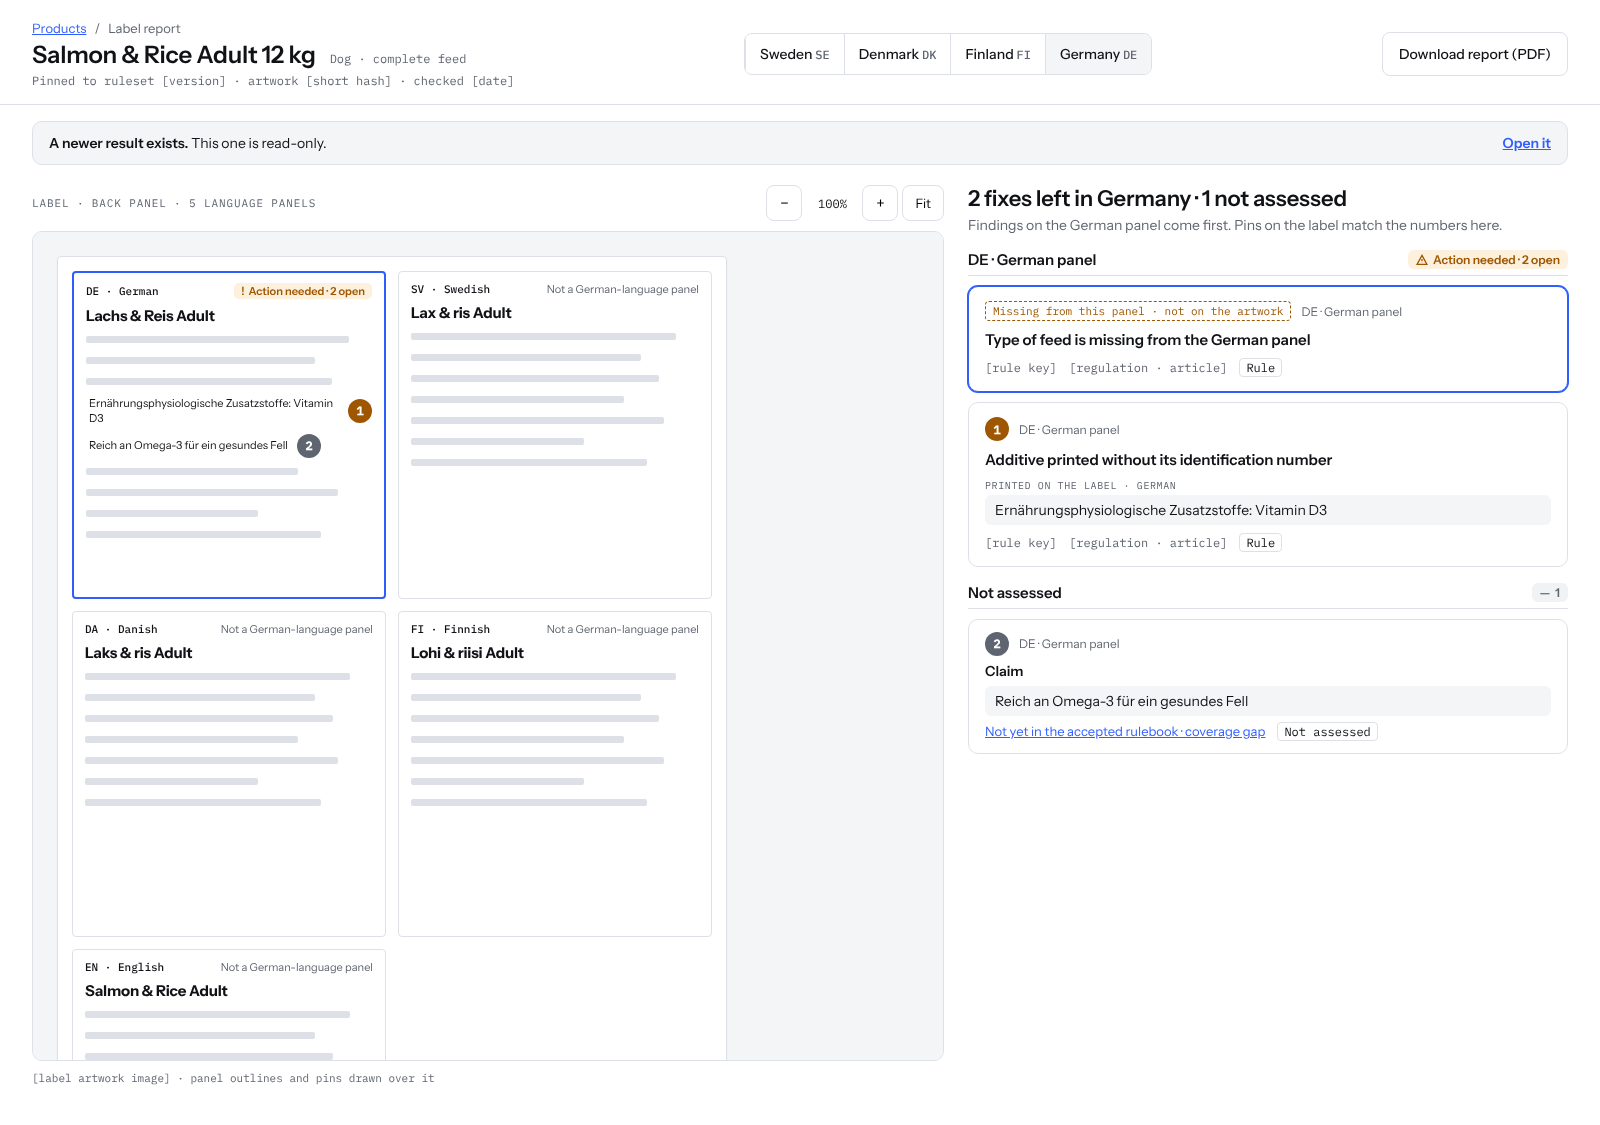 Products / Label report
Salmon & Rice Adult 12 kg Dog · complete feed
Pinned to ruleset [version] · artwork [short hash] · checked [date]
Sweden SE Denmark DK Finland FI Germany DE
Download report (PDF)
A newer result exists. This one is read-only.
Open it
LABEL · BACK PANEL · 5 LANGUAGE PANELS
− 100% + Fit
DE · German ! Action needed · 2 open
Lachs & Reis Adult
Ernährungsphysiologische Zusatzstoffe: Vitamin
D3
1
Reich an Omega-3 für ein gesundes Fell 2
SV · Swedish Not a German-language panel
Lax & ris Adult
DA · Danish Not a German-language panel
Laks & ris Adult
FI · Finnish Not a German-language panel
Lohi & riisi Adult
EN · English Not a German-language panel
Salmon & Rice Adult
[label artwork image] · panel outlines and pins drawn over it
2 fixes left in Germany · 1 not assessed
Findings on the German panel come first. Pins on the label match the numbers here.
DE · German panel Action needed · 2 open
Missing from this panel · not on the artwork DE · German panel
Type of feed is missing from the German panel
[rule key] [regulation · article] Rule
1 DE · German panel
Additive printed without its identification number
PRINTED ON THE LABEL · GERMAN
Ernährungsphysiologische Zusatzstoffe: Vitamin D3
[rule key] [regulation · article] Rule
Not assessed — 1
2 DE · German panel
Claim
Reich an Omega-3 für ein gesundes Fell
Not yet in the accepted rulebook · coverage gap Not assessed